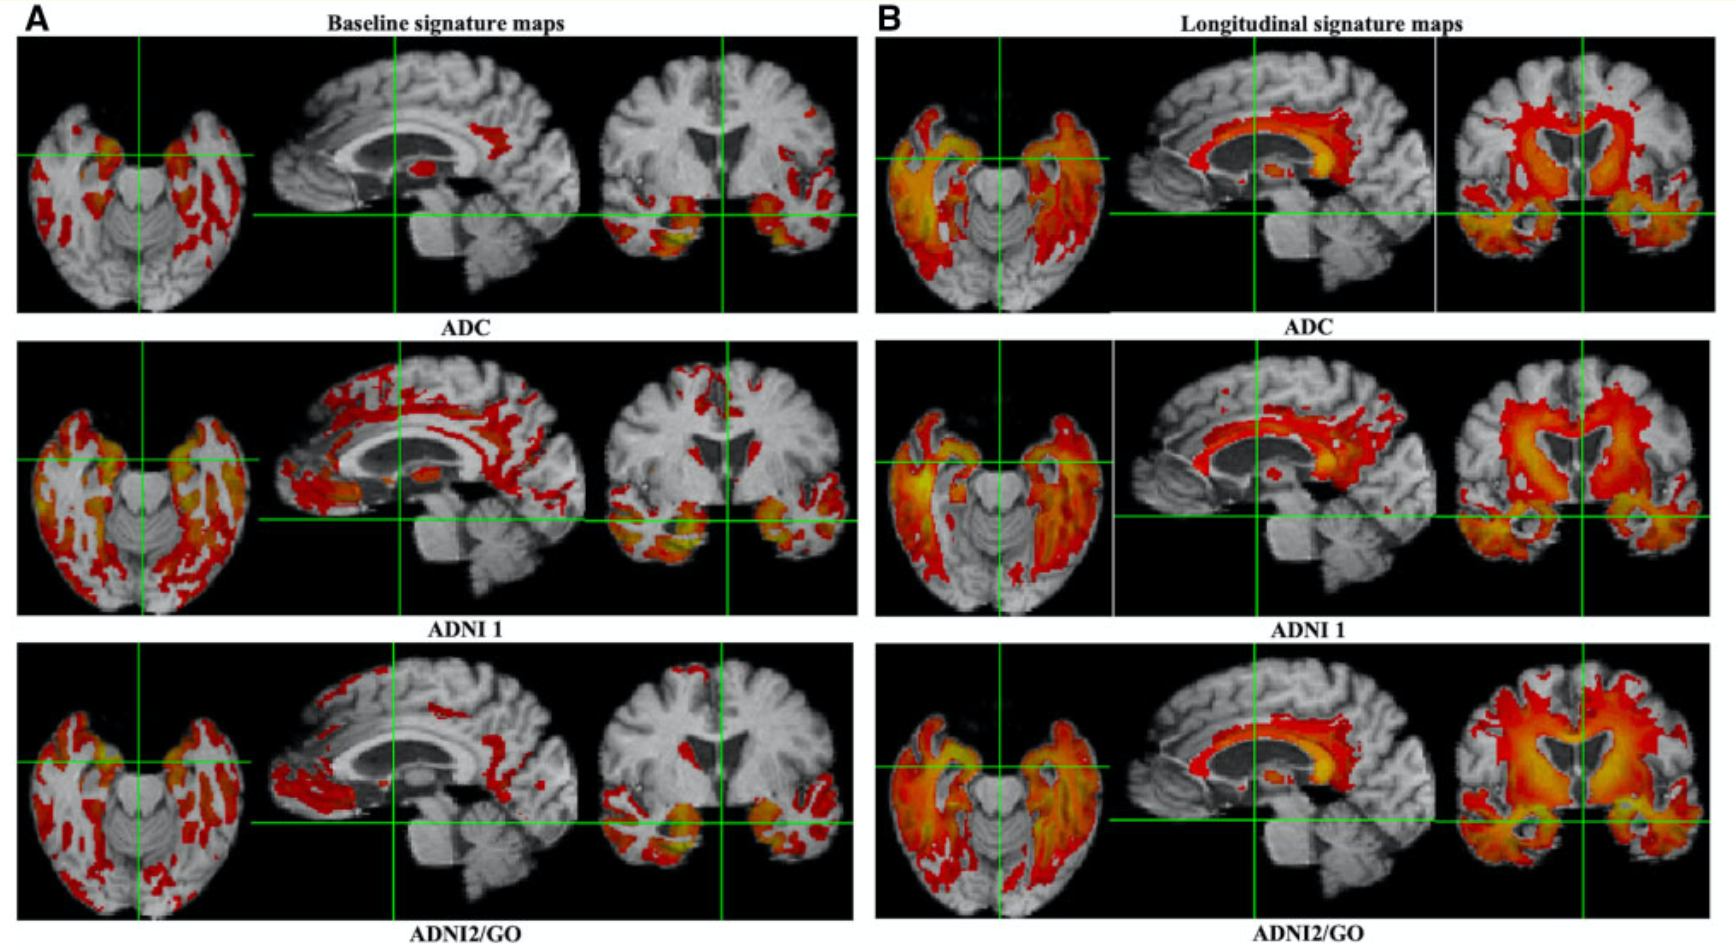 A
Baseline signature maps
ADC
ADNI 1
ADNI2/GO
B
Longitudinal signature maps
ADC
ADNI 1
ADNI2/GO